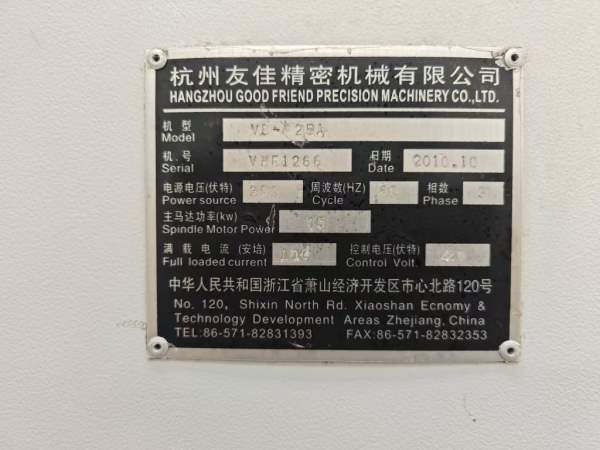 杭州友佳精密机械有限公司
HANGZHOU GOOD FRIEND PRECISION MACHINERY CO.,LTD.
机 型
Model
机 号 日期 2010.10
Serial Date
电源电压(伏特) 周波数(HZ) 相数 3
Power source Cycle Phase
主马达功率(kw) 15
Spindle Motor Power
满 载 电 流 (安培) 控制电压(伏特)
Full loaded current Control Volt.
中华人民共和国浙江省萧山经济开发区市心北路120号
No. 120, Shixin North Rd. Xiaoshan Ecnomy &
Technology Development Areas Zhejiang, China
TEL:86-571-82831393 FAX:86-571-82832353